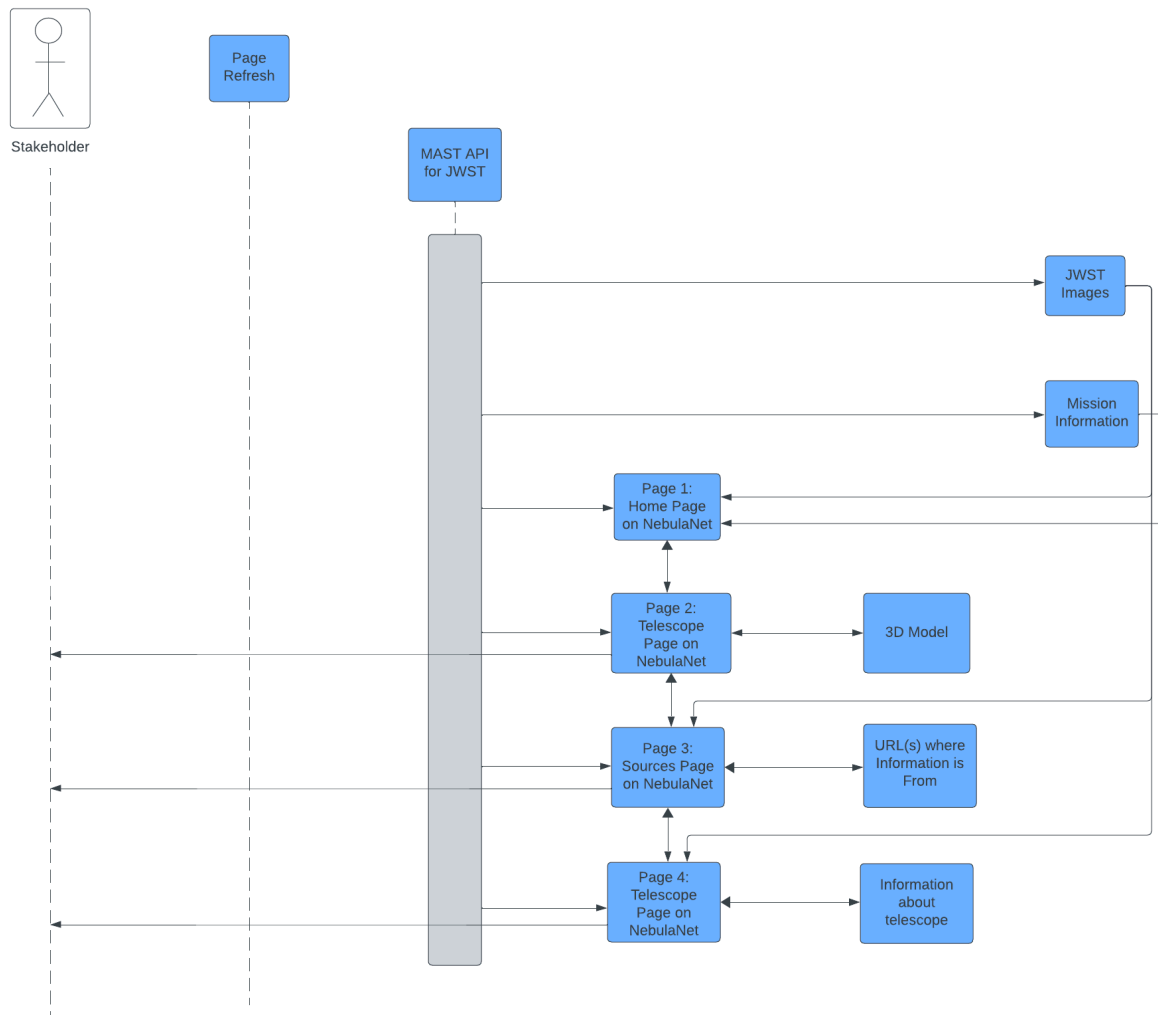 Stakeholder
Page
Refresh
MAST API
for JWST
JWST
Images
Mission
Information
Page 1:
Home Page
on NebulaNet
Page 2:
Telescope
Page on
NebulaNet
3D Model
Page 3:
Sources Page
on NebulaNet
URL(s) where
Information is
From
Page 4:
Telescope
Page on
NebulaNet
Information
about
telescope